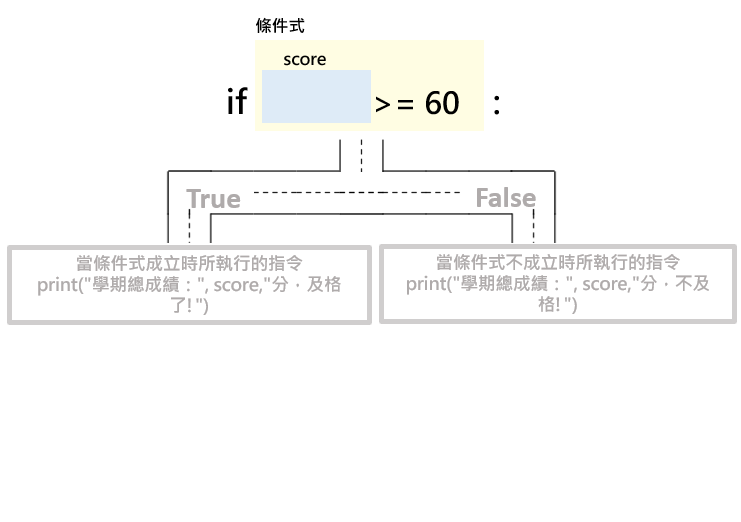 條件式
score
if >= 60 :
True False
當條件式成立時所執行的指令
print("學期總成績：", score,"分，及格
了! ")
當條件式不成立時所執行的指令
print("學期總成績：", score,"分，不及
格! ")